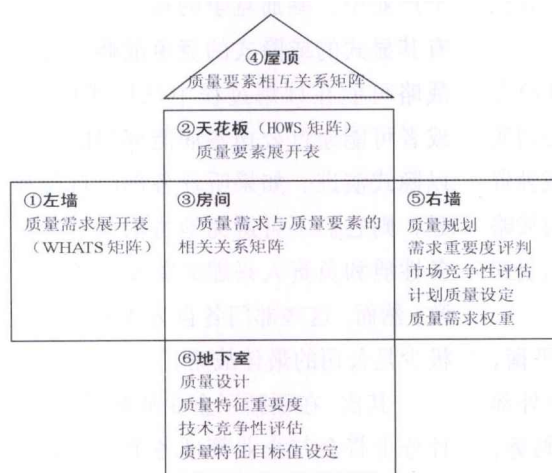 ④屋顶
质量要素相互关系矩阵
②天花板（HOWS 矩阵）
质量要素展开表
①左墙
质量需求展开表
（WHATS 矩阵）
③房间
质量需求与质量要素的
相关关系矩阵
⑤右墙
质量规划
需求重要度评判
市场竞争性评估
计划质量设定
质量需求权重
⑥地下室
质量设计
质量特征重要度
技术竞争性评估
质量特征目标值设定